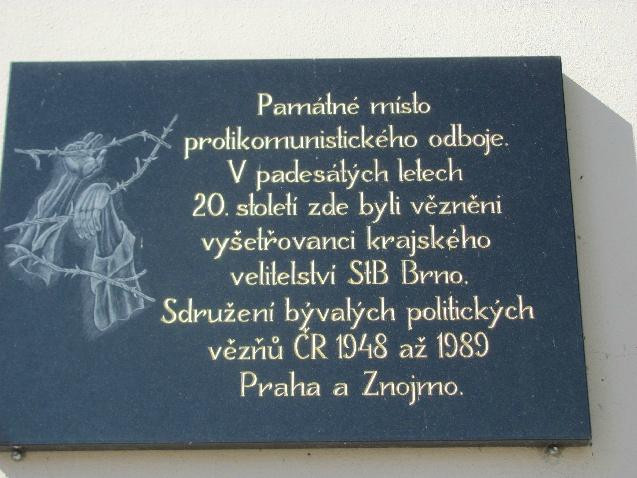 Památné místo
protikomunistického odboje.
V padesátých letech
20. století zde byli vězněni
vyšetřovanci krajského
velitelství StB Brno.
Sdružení bývalých politických
vězňů ČR 1948 až 1989
Praha a Znojmo.